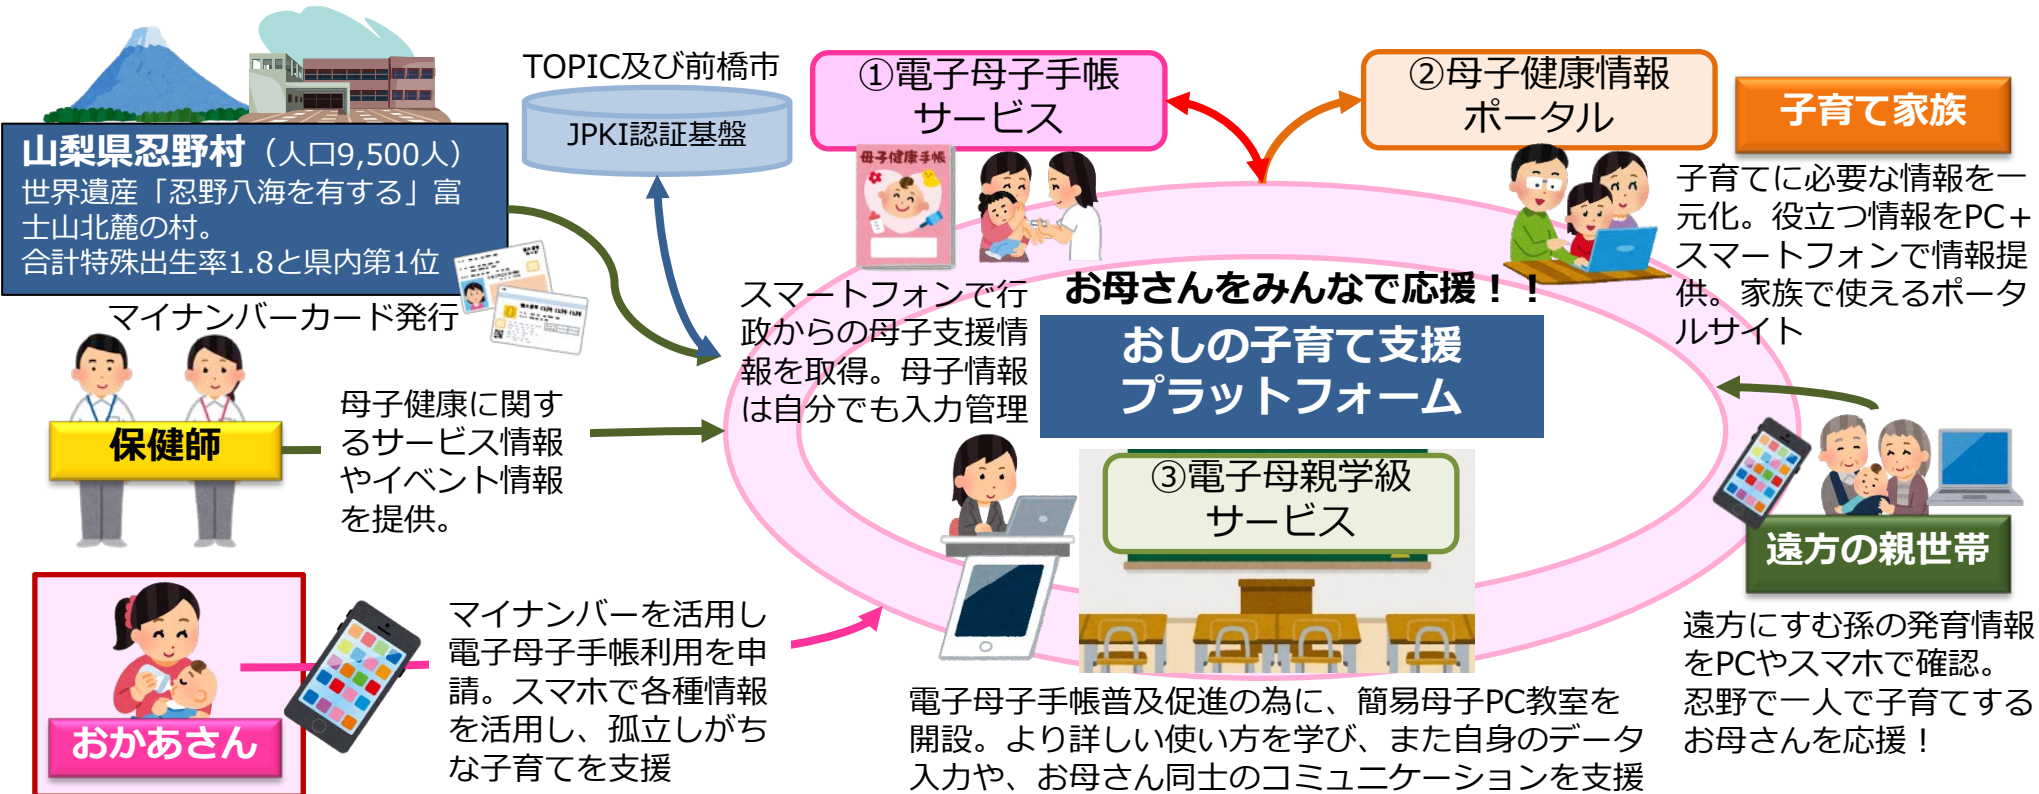 山梨県忍野村（人口9,500人）
世界遺産「忍野八海を有する」富
士山北麓の村。
合計特殊出生率1.8と県内第1位
マイナンバーカード発行
TOPIC及び前橋市
JPKI認証基盤
①電子母子手帳
サービス
母子健康手帳
スマートフォンで行
政からの母子支援情
報を取得。母子情報
は自分でも入力管理
②母子健康情報
ポータル
子育て家族
子育てに必要な情報を一
元化。役立つ情報をPC＋
スマートフォンで情報提
供。家族で使えるポータ
ルサイト
お母さんをみんなで応援！！
おしの子育て支援
プラットフォーム
保健師
母子健康に関す
るサービス情報
やイベント情報
を提供。
③電子母親学級
サービス
遠方の親世帯
遠方にすむ孫の発育情報
をPCやスマホで確認。
忍野で一人で子育てする
お母さんを応援！
おかあさん
マイナンバーを活用し
電子母子手帳利用を申
請。スマホで各種情報
を活用し、孤立しがち
な子育てを支援
電子母子手帳普及促進の為に、簡易母子PC教室を
開設。より詳しい使い方を学び、また自身のデータ
入力や、お母さん同士のコミュニケーションを支援